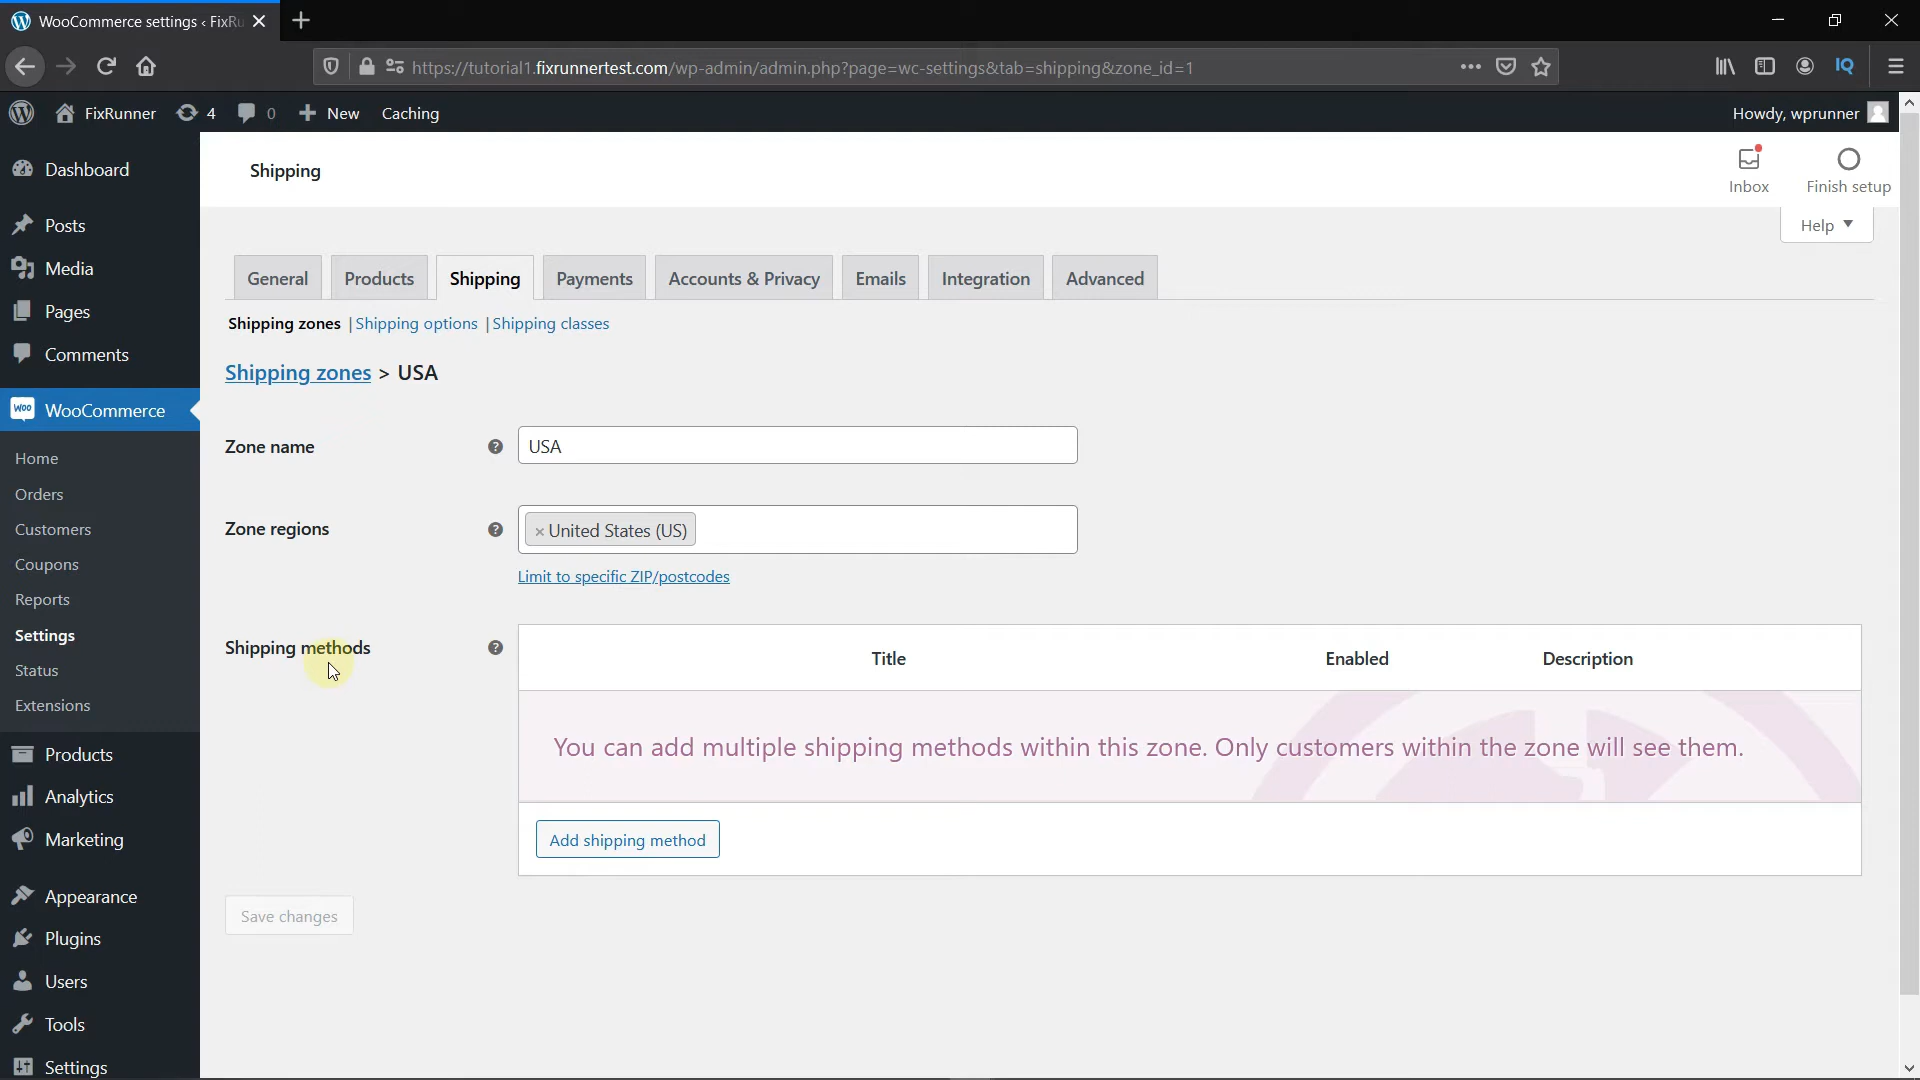 WooCommerce settings ‹ FixRu
https://tutorial1.fixrunnertest.com/wp-admin/admin.php?page=wc-settings&tab=shipping&zone_id=1
IQ
FixRunner 4 0 New Caching Howdy, wprunner
Dashboard
Posts
Media
Pages
Comments
Woo WooCommerce
Home
Orders
Customers
Coupons
Reports
Settings
Status
Extensions
Products
Analytics
Marketing
Appearance
Plugins
Users
Tools
Settings
Shipping
Inbox Finish setup
Help
General Products Shipping Payments Accounts & Privacy Emails Integration Advanced
Shipping zones | Shipping options | Shipping classes
Shipping zones > USA
Zone name ? USA
Zone regions ? × United States (US)
Limit to specific ZIP/postcodes
Shipping methods ? Title Enabled Description
You can add multiple shipping methods within this zone. Only customers within the zone will see them.
Add shipping method
Save changes